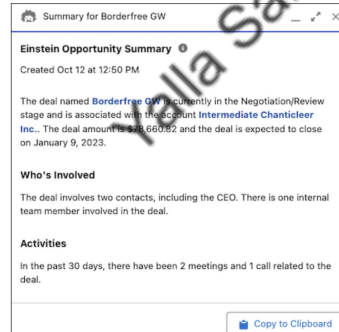 Summary for Borderfree GW
Einstein Opportunity Summary
Created Oct 12 at 12:50 PM
The deal named Borderfree GW is currently in the Negotiation/Review
stage and is associated with the account Intermediate Chanticleer
Inc.. The deal amount is $78,660.82 and the deal is expected to close
on January 9, 2023.
Who's Involved
The deal involves two contacts, including the CEO. There is one internal
team member involved in the deal.
Activities
In the past 30 days, there have been 2 meetings and 1 call related to the
deal.
Copy to Clipboard
Yalla